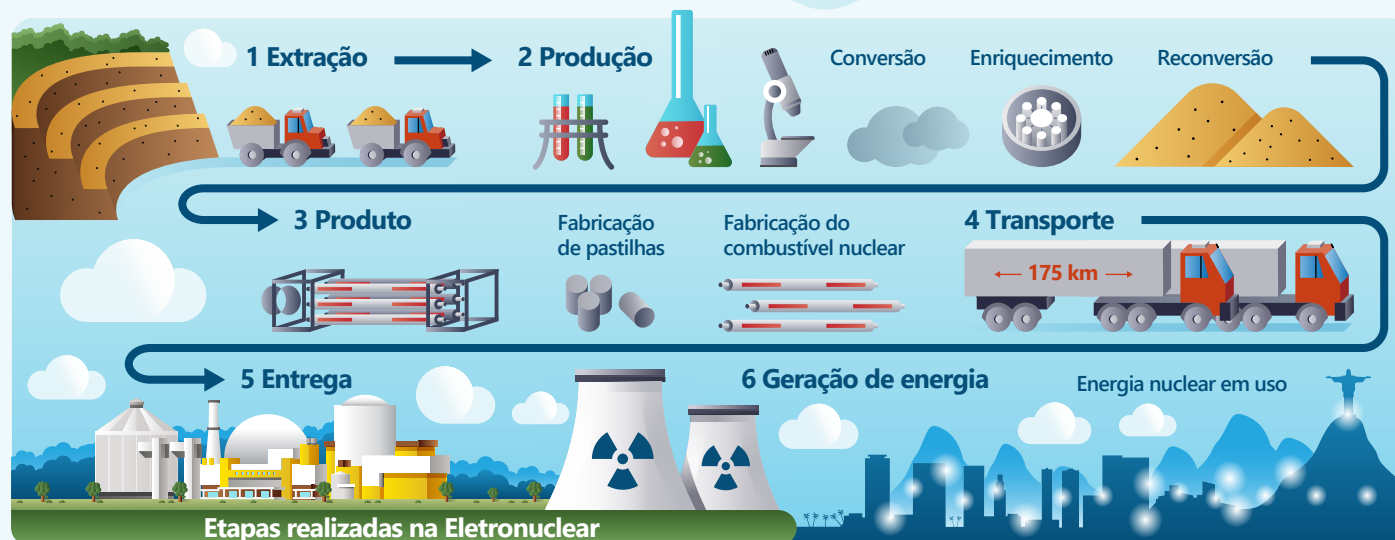 1 Extração
2 Produção
Conversão
Enriquecimento
Reconversão
3 Produto
Fabricação
de pastilhas
Fabricação do
combustível nuclear
4 Transporte
175 km
5 Entrega
6 Geração de energia
Energia nuclear em uso
Etapas realizadas na Eletronuclear